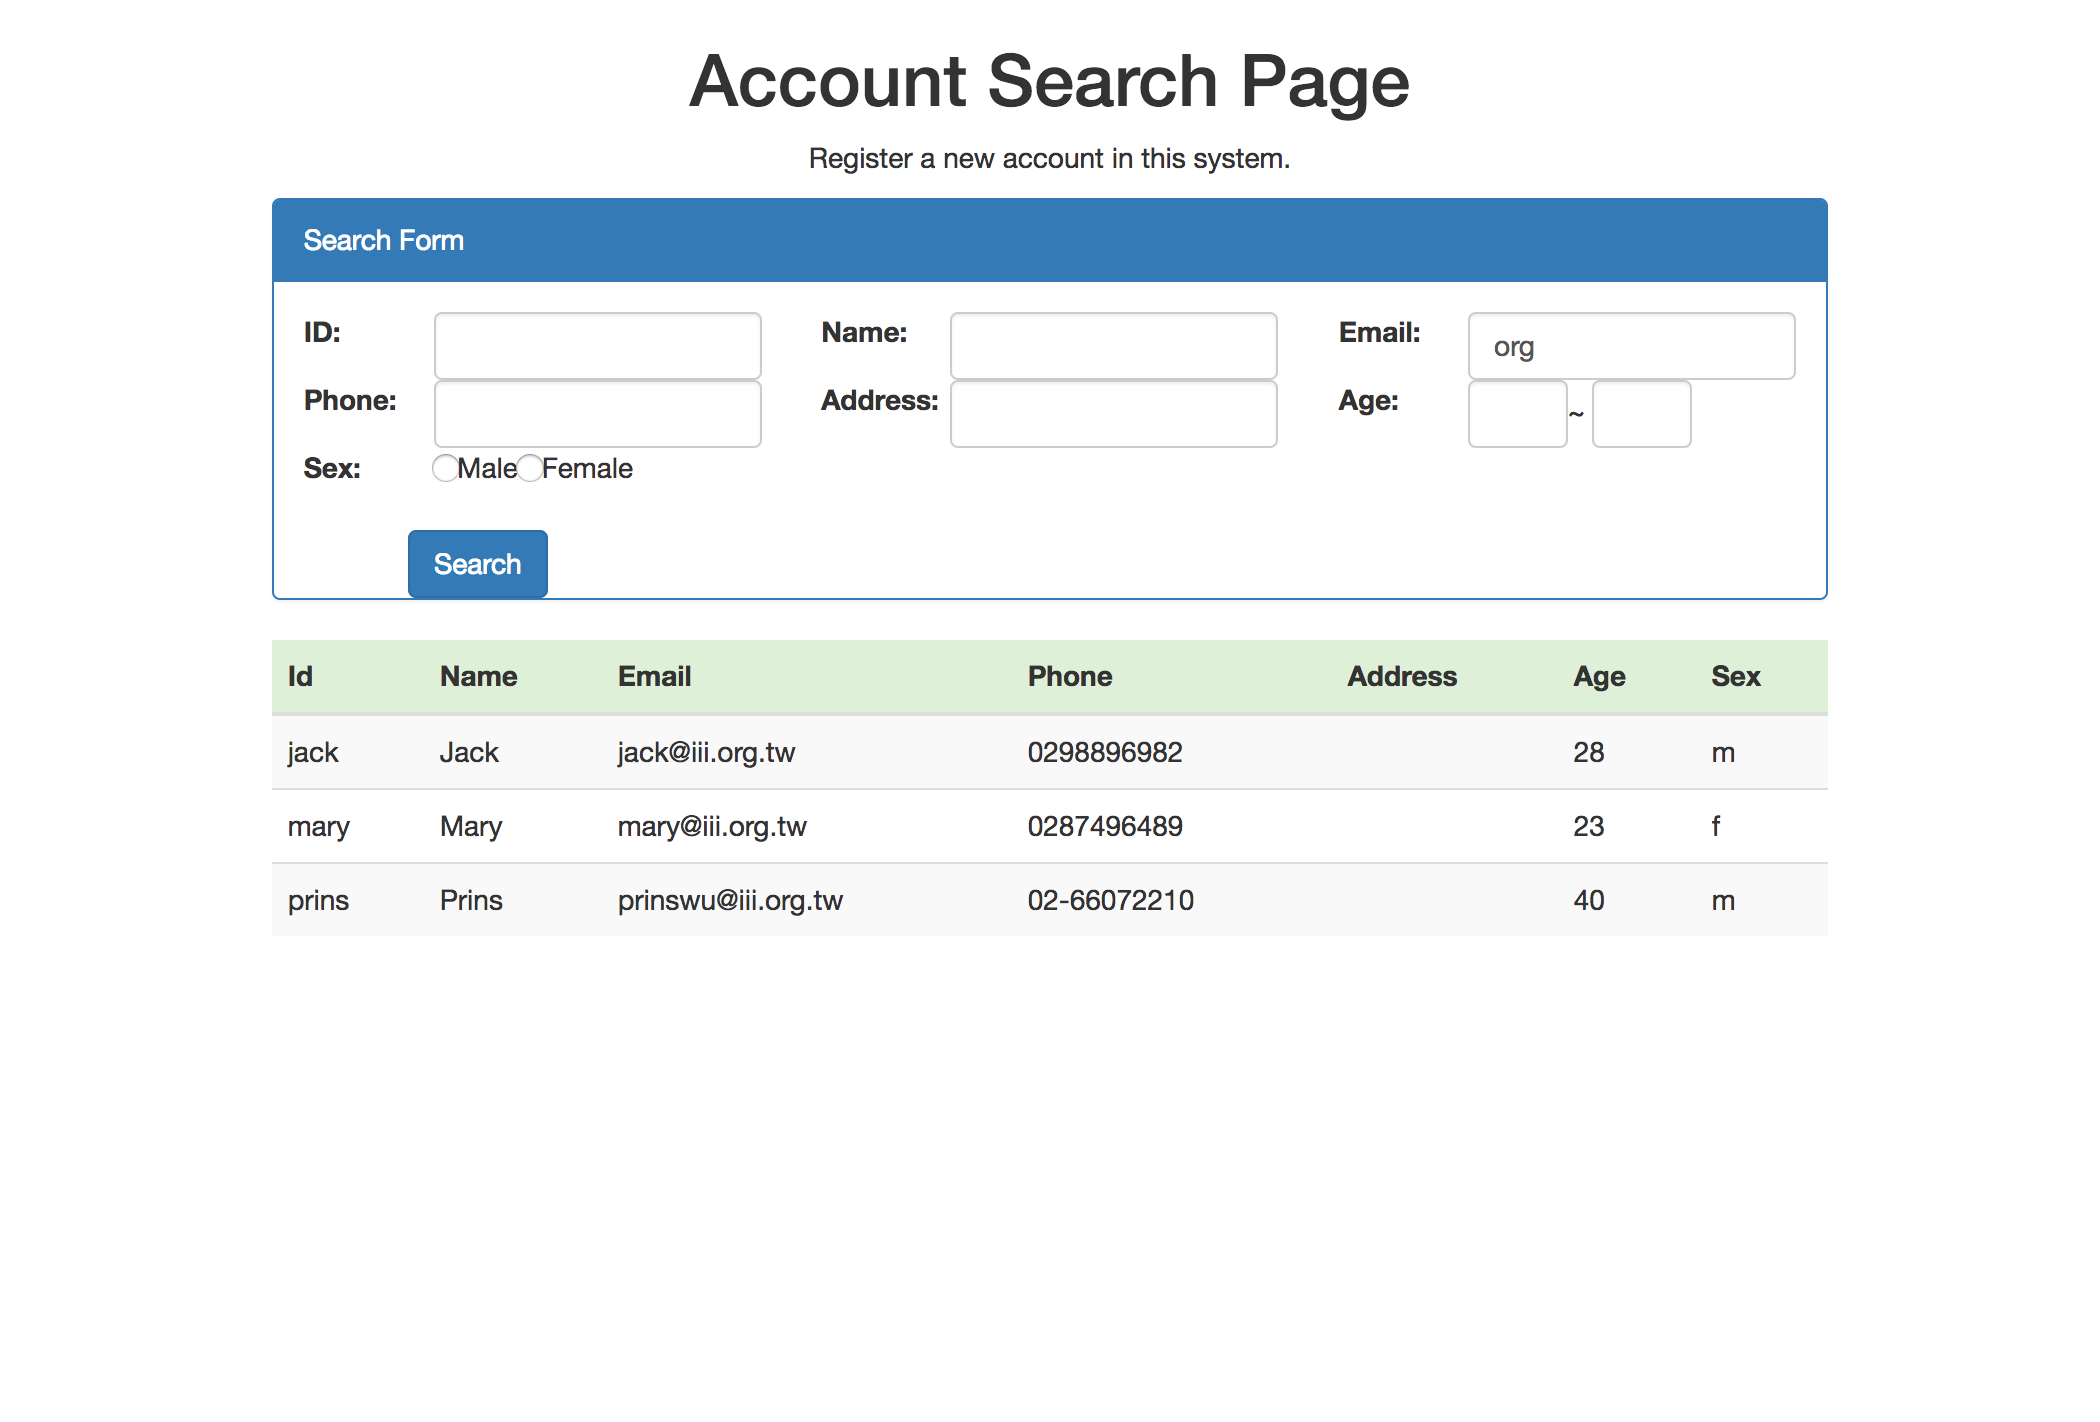 Account Search Page
Register a new account in this system.
Search Form
ID: Name: Email: org
Phone: Address: Age: ~
Sex: Male Female
Search
Id Name Email Phone Address Age Sex
jack Jack jack@iii.org.tw 0298896982 28 m
mary Mary mary@iii.org.tw 0287496489 23 f
prins Prins prinswu@iii.org.tw 02-66072210 40 m